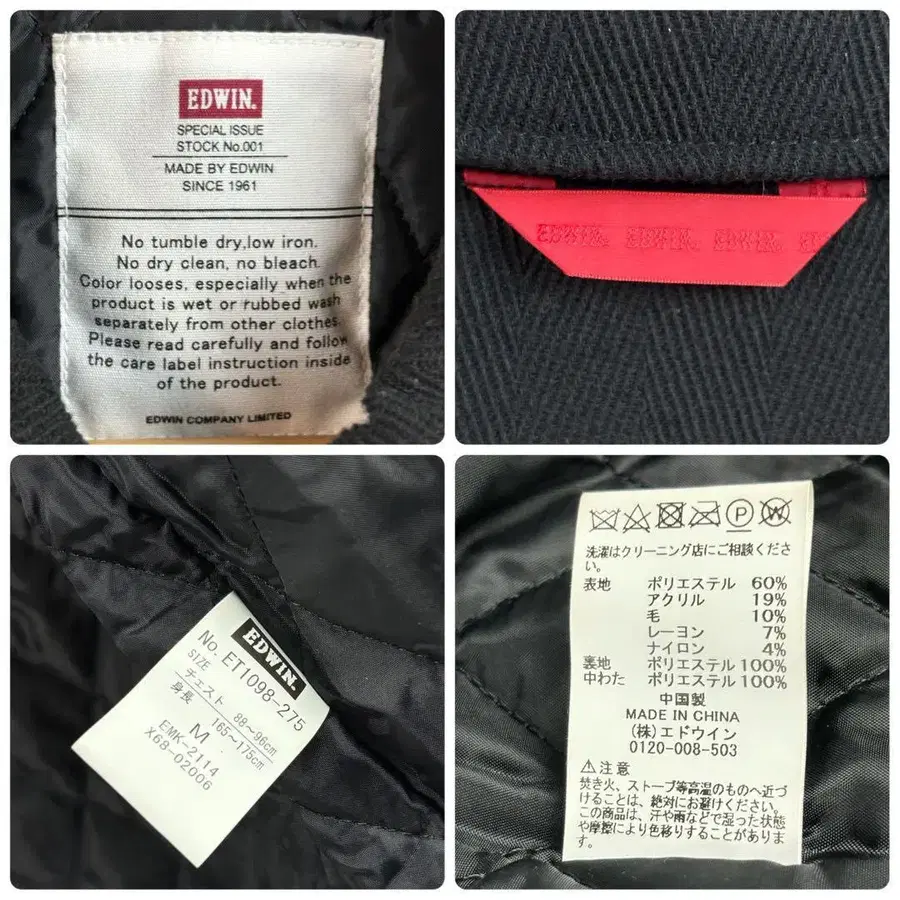 EDWIN.
SPECIAL ISSUE
STOCK No.001
MADE BY EDWIN
SINCE 1961
No tumble dry,low iron.
No dry clean, no bleach.
Color looses, especially when the
product is wet or rubbed wash
separately from other clothes.
Please read carefully and follow
the care label instruction inside
of the product.
EDWIN COMPANY LIMITED
EDWIN. EDWIN. EDWIN. ED
EDWIN.
No. ET1098-275
SIZE M
チェスト 88~96cm
身長 165~175cm
EMK-2114
X68-02006
P W
洗濯はクリーニング店にご相談くださ
い。
表地 ポリエステル 60%
アクリル 19%
毛 10%
レーヨン 7%
ナイロン 4%
裏地 ポリエステル 100%
中わた ポリエステル 100%
中国製
MADE IN CHINA
(株)エドウイン
0120-008-503
⚠注意
焚き火、ストーブ等高温のものへ近づ
けることは、絶対にお避けください。
この商品は、汗や雨などで湿った状態
や摩擦により色移りすることがありま
す。